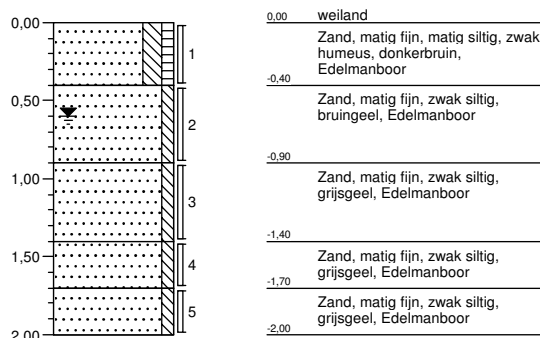 0,00
0,50
1,00
1,50
2,00
1
2
3
4
5
0,00 weiland
Zand, matig fijn, matig siltig, zwak
humeus, donkerbruin,
Edelmanboor
-0,40
Zand, matig fijn, zwak siltig,
bruingeel, Edelmanboor
-0,90
Zand, matig fijn, zwak siltig,
grijsgeel, Edelmanboor
-1,40
Zand, matig fijn, zwak siltig,
grijsgeel, Edelmanboor
-1,70
Zand, matig fijn, zwak siltig,
grijsgeel, Edelmanboor
-2,00